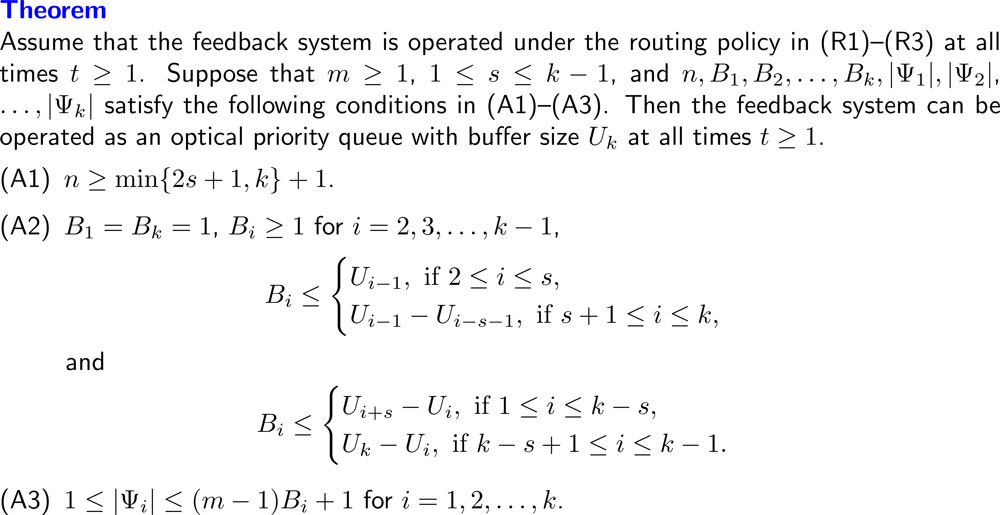 Theorem
Assume that the feedback system is operated under the routing policy in (R1)–(R3) at all
times $t \geq 1$. Suppose that $m \geq 1$, $1 \leq s \leq k - 1$, and $n, B_1, B_2, \ldots, B_k, |\Psi_1|, |\Psi_2|,$
$\ldots, |\Psi_k|$ satisfy the following conditions in (A1)–(A3). Then the feedback system can be
operated as an optical priority queue with buffer size $U_k$ at all times $t \geq 1$.
(A1) $n \geq \min\{2s + 1, k\} + 1$.
(A2) $B_1 = B_k = 1$, $B_i \geq 1$ for $i = 2, 3, \ldots, k - 1$,
$B_i \leq \begin{cases} U_{i-1}, & \text{if } 2 \leq i \leq s, \\ U_{i-1} - U_{i-s-1}, & \text{if } s + 1 \leq i \leq k, \end{cases}$
and
$B_i \leq \begin{cases} U_{i+s} - U_i, & \text{if } 1 \leq i \leq k - s, \\ U_k - U_i, & \text{if } k - s + 1 \leq i \leq k - 1. \end{cases}$
(A3) $1 \leq |\Psi_i| \leq (m - 1)B_i + 1$ for $i = 1, 2, \ldots, k$.